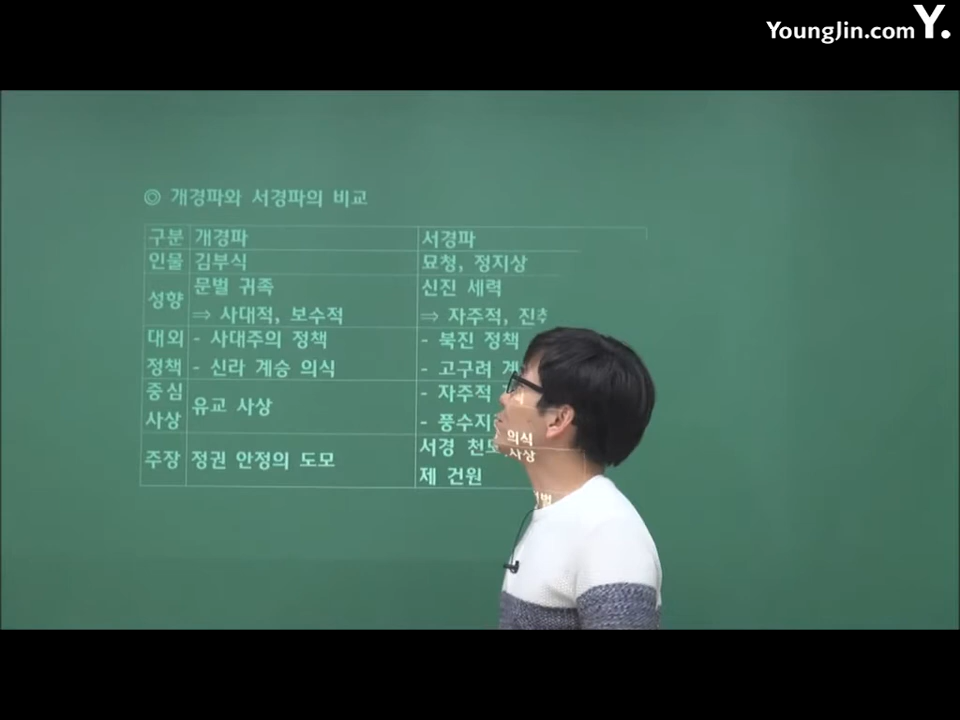 YoungJin.com Y.
◎ 개경파와 서경파의 비교
구분 개경파 서경파
인물 김부식 묘청, 정지상
성향 문벌 귀족 신진 세력
⇒ 사대적, 보수적 ⇒ 자주적,
대외 - 사대주의 정책 - 북진 정책
정책 - 신라 계승 의식 - 고구려
중심 - 자주적
유교 사상
사상 - 풍수지
의식
사상
주장 정권 안정의 도모 서경
제 건원